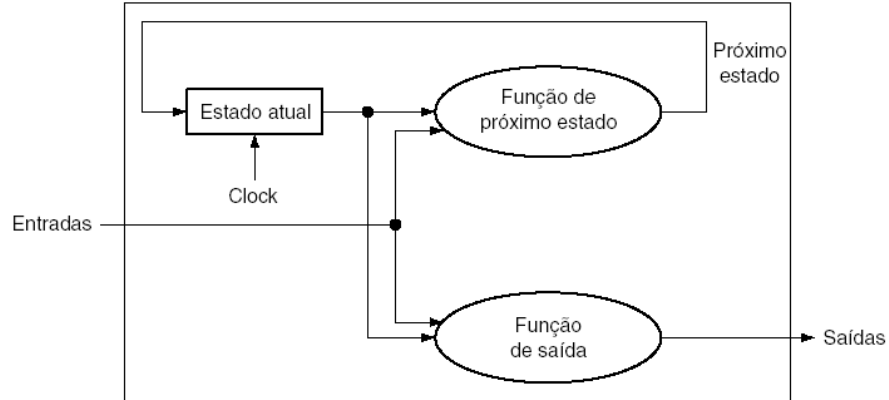 Próximo
estado
Estado atual
Função de
próximo estado
Clock
Entradas
Função
de saída
Saídas